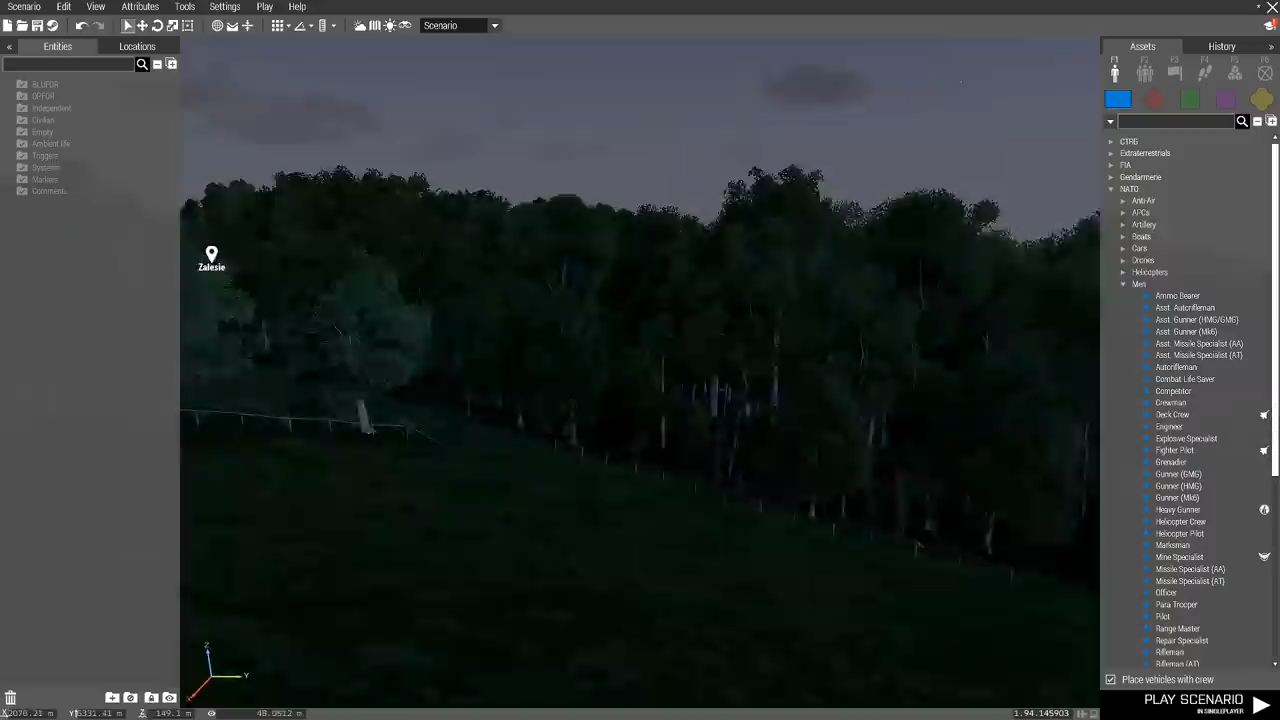 Scenario Edit View Attributes Tools Settings Play Help
Scenario
Entities Locations
Assets History
F1 F2 F3 F4 F5 F6
BLUFOR
OPFOR
Independent
Civilian
Empty
Ambient life
Triggers
Systems
Markers
Comments
Zalesie
CTRG
Extraterrestrials
FIA
Gendarmerie
NATO
Anti-Air
APCs
Artillery
Boats
Cars
Drones
Helicopters
Men
Ammo Bearer
Asst. Autorifleman
Asst. Gunner (HMG/GMG)
Asst. Gunner (Mk6)
Asst. Missile Specialist (AA)
Asst. Missile Specialist (AT)
Autorifleman
Combat Life Saver
Competitor
Crewman
Deck Crew
Engineer
Explosive Specialist
Fighter Pilot
Grenadier
Gunner (GMG)
Gunner (HMG)
Gunner (Mk6)
Heavy Gunner
Helicopter Crew
Helicopter Pilot
Marksman
Mine Specialist
Missile Specialist (AA)
Missile Specialist (AT)
Officer
Para Trooper
Pilot
Range Master
Repair Specialist
Rifleman
Rifleman (AT)
Place vehicles with crew
Z
Y
X
PLAY SCENARIO
IN SINGLEPLAYER
149.1 m
1.94.145903